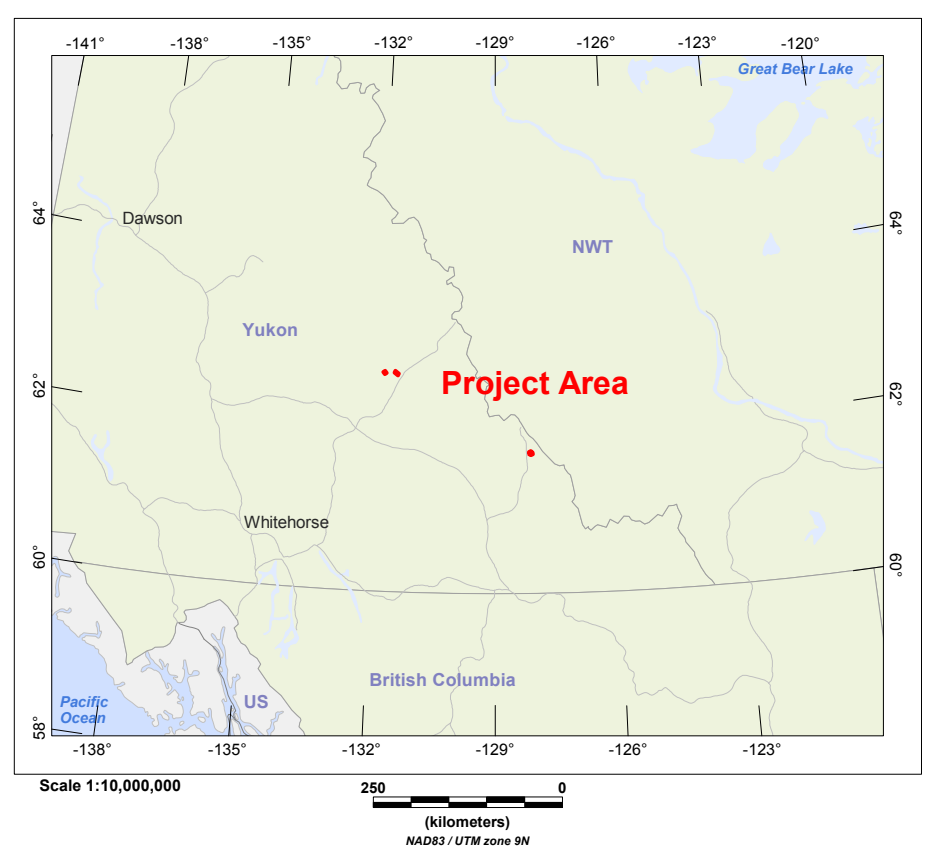 -141° -138° -135° -132° -129° -126° -123° -120°
Great Bear Lake
64°
64°
Dawson
NWT
Yukon
62°
Project Area
62°
Whitehorse
60°
60°
British Columbia
Pacific
Ocean
US
58°
-138° -135° -132° -129° -126° -123°
Scale 1:10,000,000
250 0
(kilometers)
NAD83 / UTM zone 9N